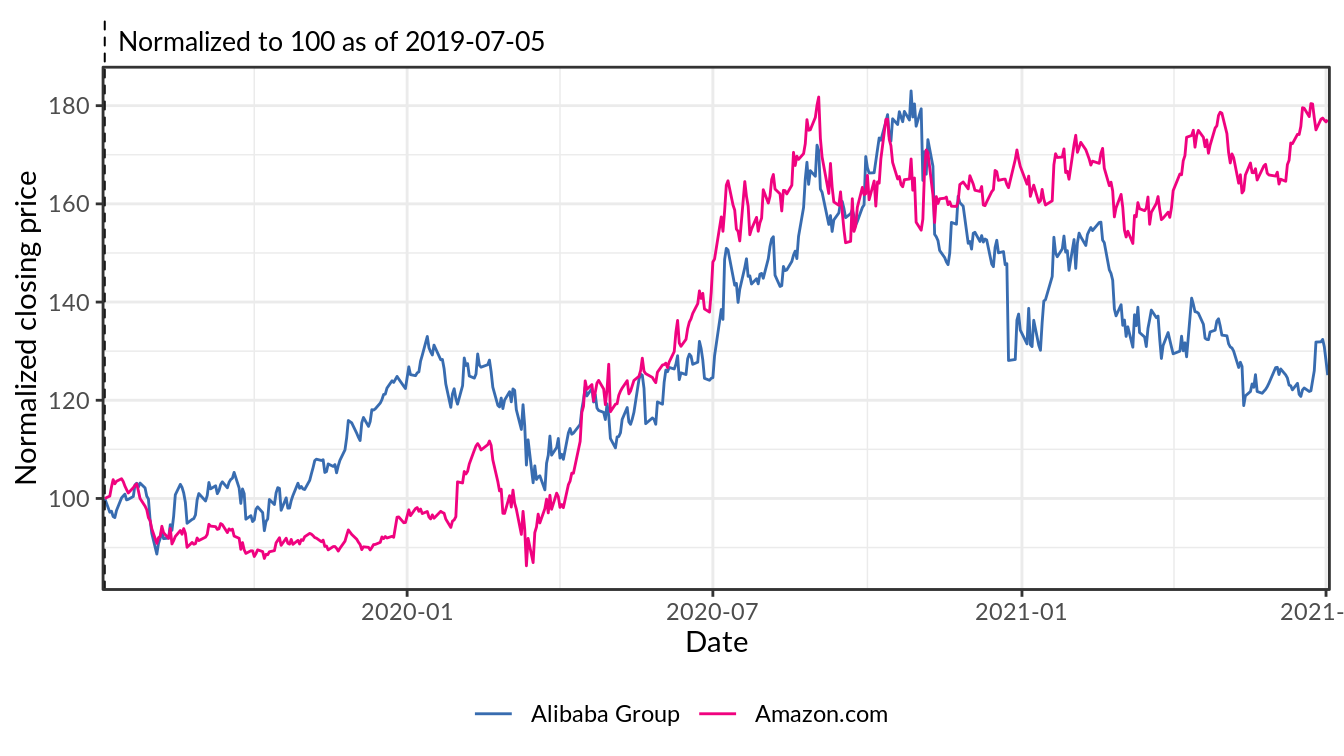 Normalized to 100 as of 2019-07-05
Normalized closing price
180
160
140
120
100
2020-01
2020-07
2021-01
2021-
Date
Alibaba Group
Amazon.com